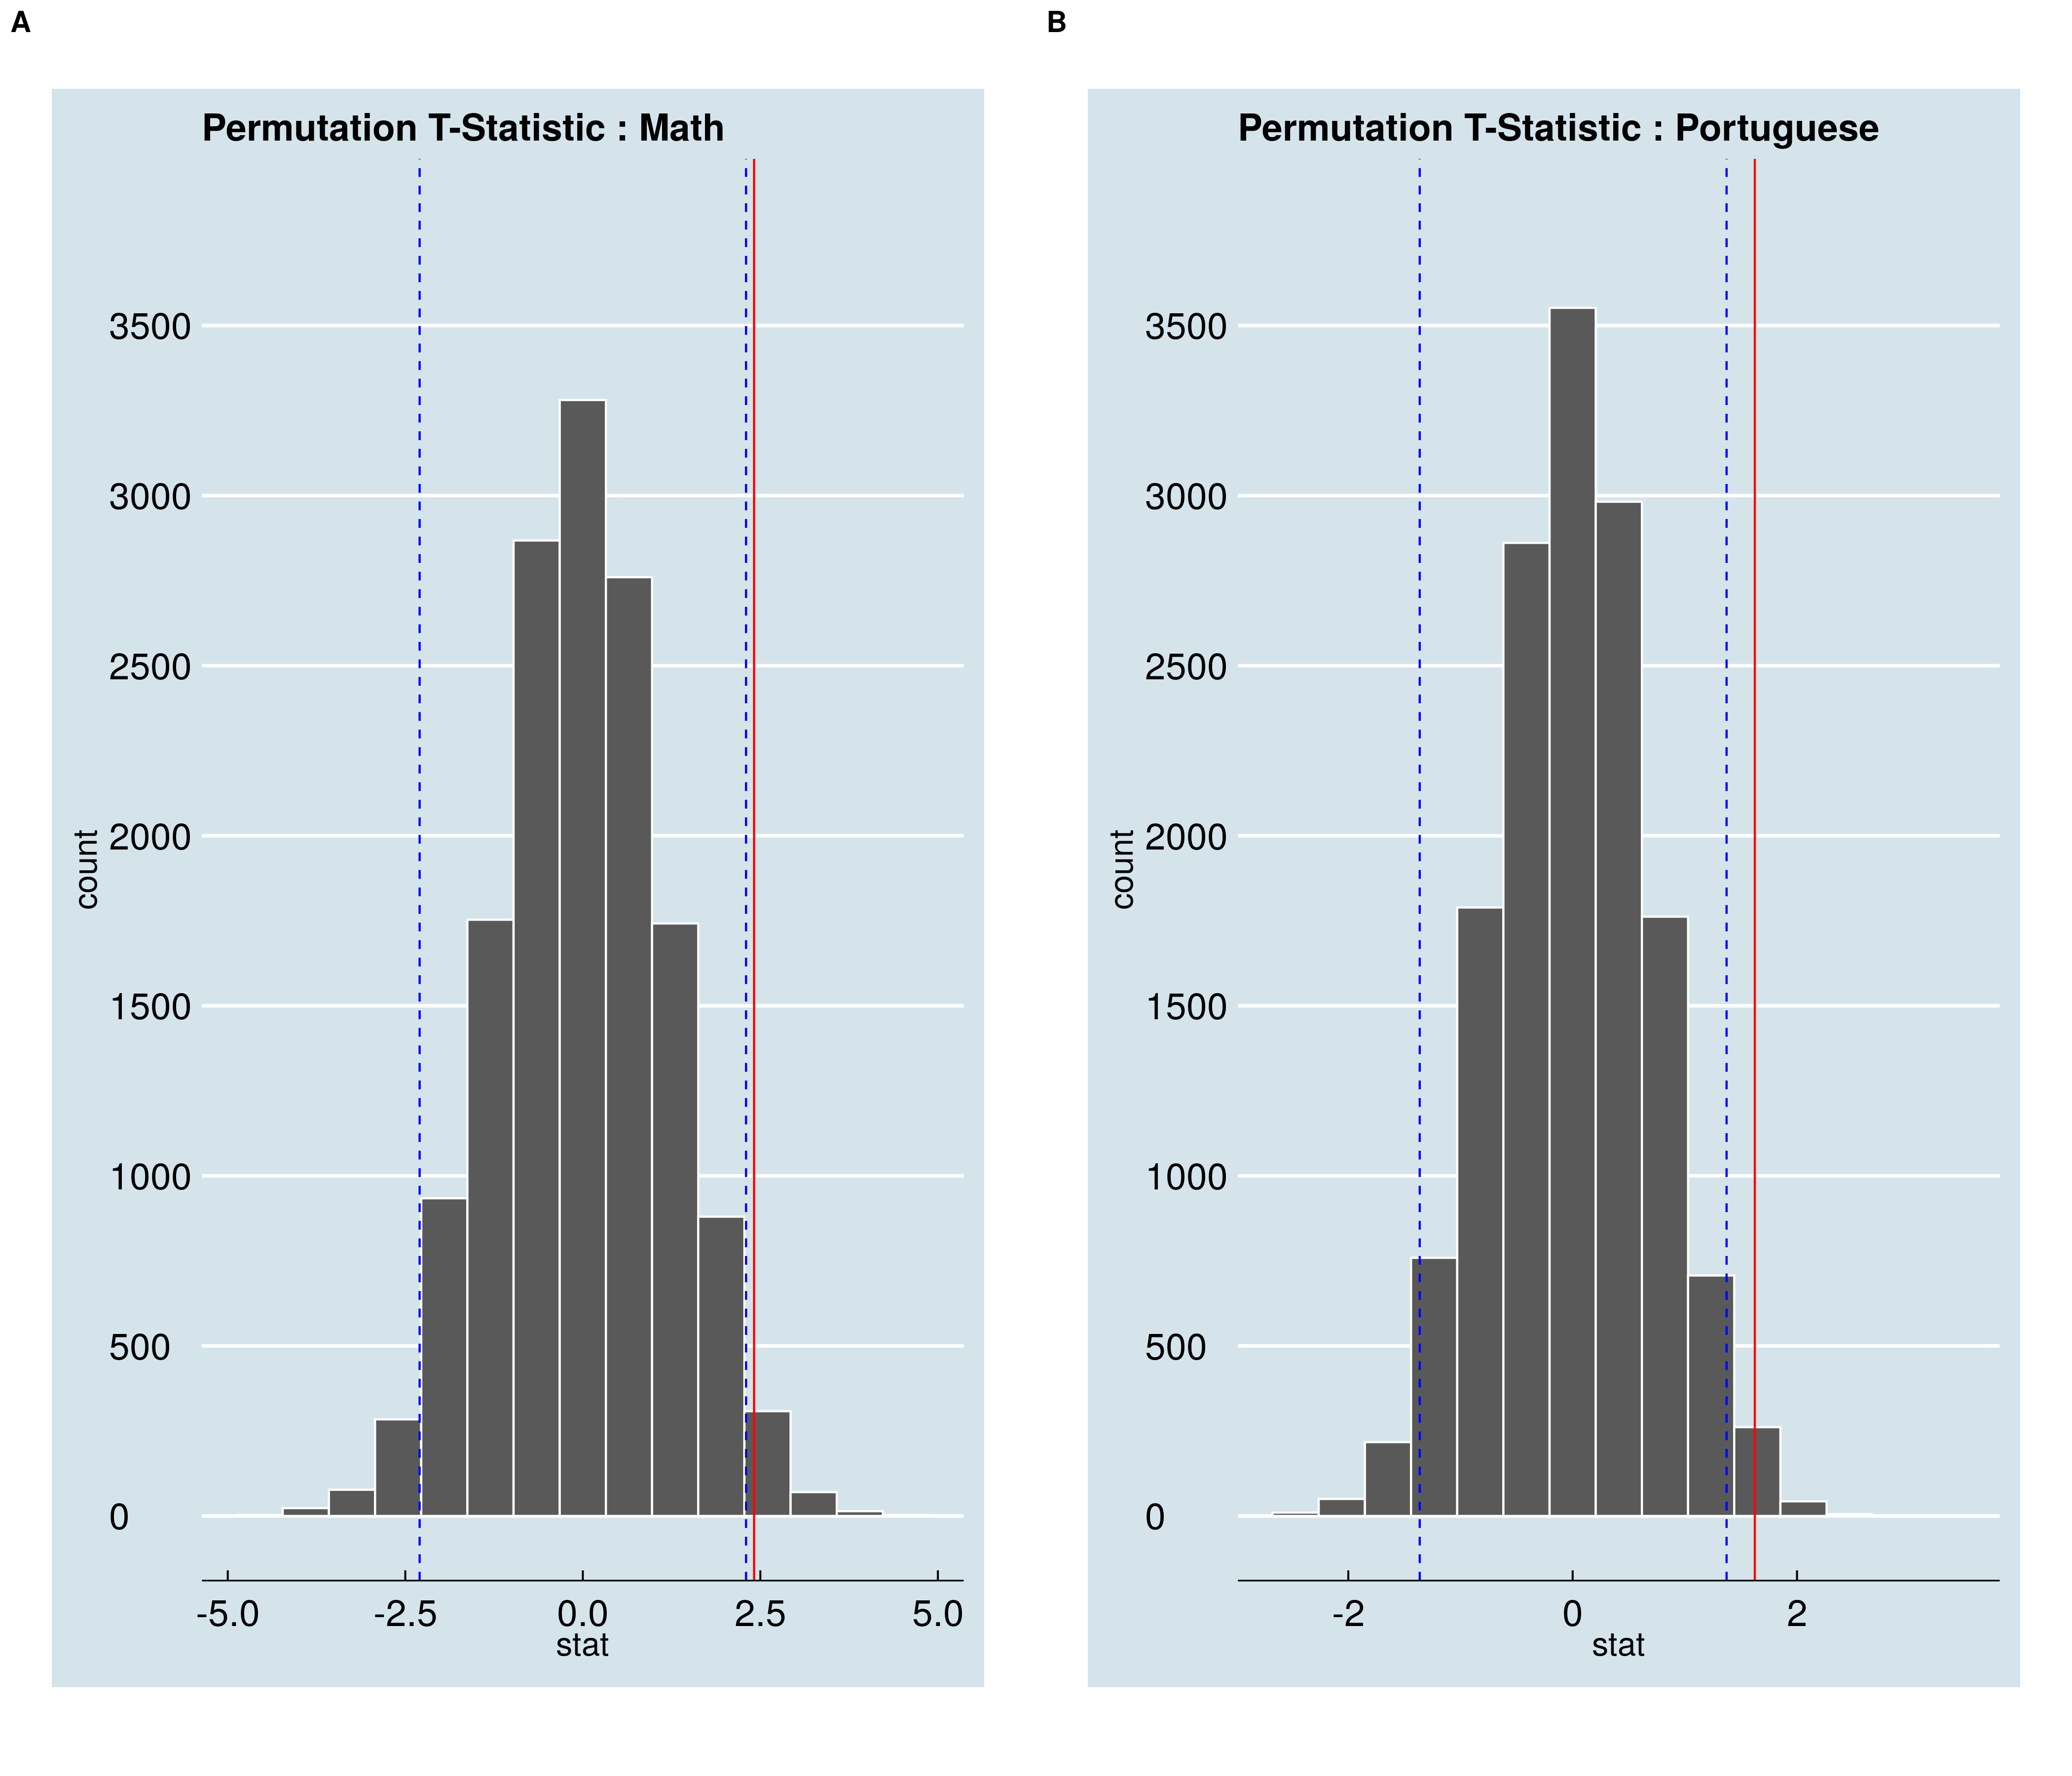 A
Permutation T-Statistic : Math
3500
3000
2500
2000
1500
1000
500
0
count
-5.0 -2.5 0.0 2.5 5.0
stat
B
Permutation T-Statistic : Portuguese
3500
3000
2500
2000
1500
1000
500
0
count
-2 0 2
stat